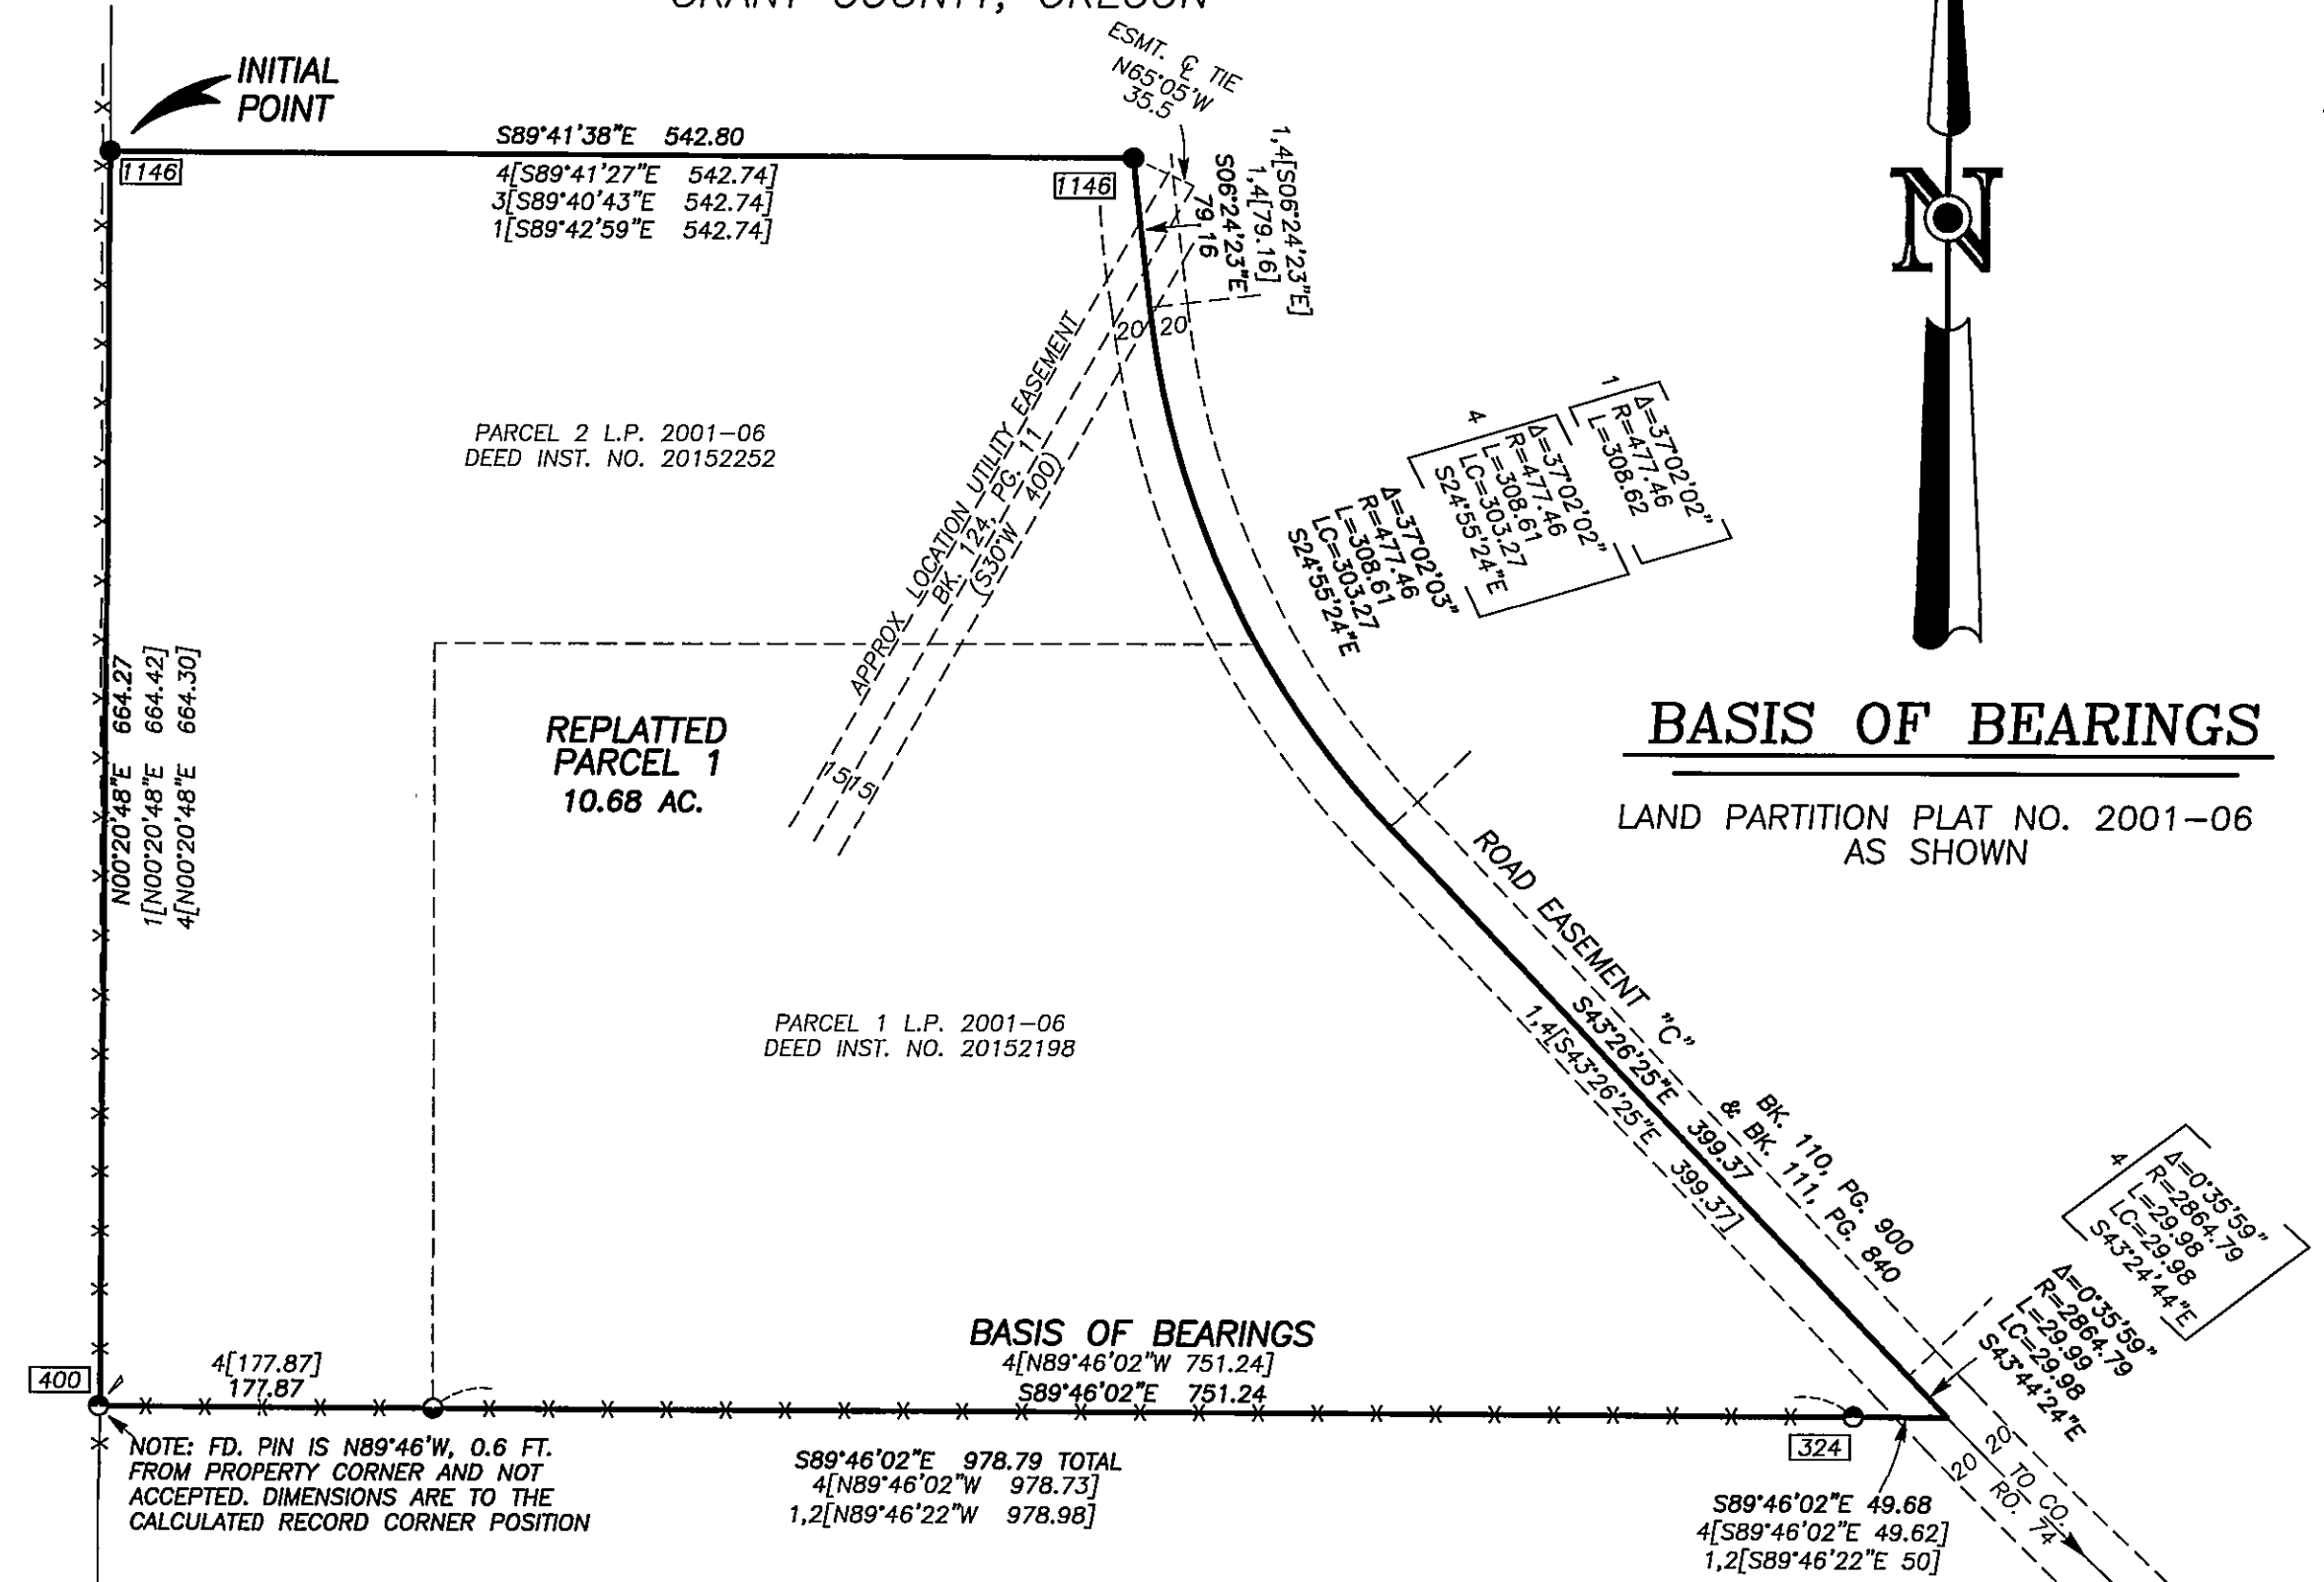 GRANT COUNTY, OREGON
INITIAL
POINT
1146
S89°41'38"E 542.80
4[S89°41'27"E 542.74]
3[S89°40'43"E 542.74]
1[S89°42'59"E 542.74]
1146
ESMT. ℄ TIE
N65°05'W
35.5
1,4[S06°24'23"E]
1,4[79.16]
S06°24'23"E
79.16
20 20
N
PARCEL 2 L.P. 2001-06
DEED INST. NO. 20152252
APPROX LOCATION UTILITY EASEMENT
BK. 124, PG. 11
(S30°W 400)
15 15
1
Δ=37°02'02"
R=477.46
L=308.62
4
Δ=37°02'02"
R=477.46
L=308.61
LC=303.27
S24°55'24"E
Δ=37°02'03"
R=477.46
L=308.61
LC=303.27
S24°55'24"E
N00°20'48"E 664.27
1[N00°20'48"E 664.42]
4[N00°20'48"E 664.30]
REPLATTED
PARCEL 1
10.68 AC.
BASIS OF BEARINGS
LAND PARTITION PLAT NO. 2001-06
AS SHOWN
PARCEL 1 L.P. 2001-06
DEED INST. NO. 20152198
ROAD EASEMENT "C"
S43°26'25"E 399.37
1,4[S43°26'25"E 399.37]
BK. 110, PG. 900
& BK. 111, PG. 840
4
Δ=0°35'59"
R=2864.79
L=29.98
LC=29.98
S43°24'44"E
Δ=0°35'59"
R=2864.79
L=29.99
LC=29.98
S43°44'24"E
400
4[177.87]
177.87
BASIS OF BEARINGS
4[N89°46'02"W 751.24]
S89°46'02"E 751.24
NOTE: FD. PIN IS N89°46'W, 0.6 FT.
FROM PROPERTY CORNER AND NOT
ACCEPTED. DIMENSIONS ARE TO THE
CALCULATED RECORD CORNER POSITION
S89°46'02"E 978.79 TOTAL
4[N89°46'02"W 978.73]
1,2[N89°46'22"W 978.98]
324
S89°46'02"E 49.68
4[S89°46'02"E 49.62]
1,2[S89°46'22"E 50]
20
20
TO CO.
RD. 74